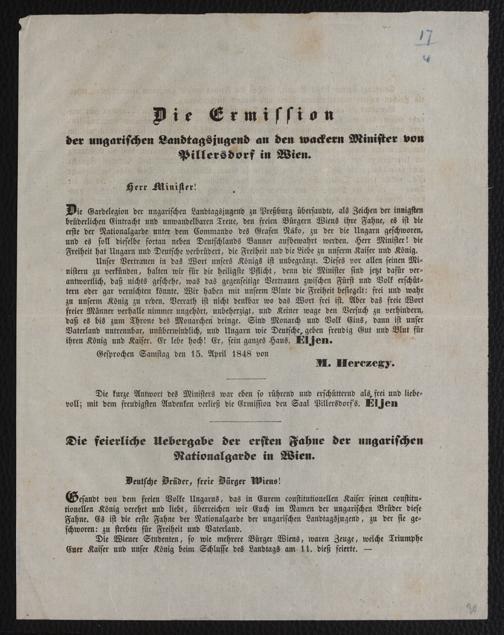 17
4
Die Ermission
der ungarischen Landtagsjugend an den wackern Minister von
Pillersdorf in Wien.
Herr Minister!
Die Gardelegion der ungarischen Landtagsjugend zu Preßburg übersandte, als Zeichen der innigsten
brüderlichen Eintracht und unwandelbaren Treue, den freien Bürgern Wiens ihre Fahne, es ist die
erste der Nationalgarde unter dem Commando des Grafen Ráko, zu der die Ungarn geschworen,
und es soll dieselbe fortan neben Deutschlands Banner aufbewahrt werden. Herr Minister! die
Freiheit hat Ungarn und Deutsche verbrüdert, die Freiheit und die Liebe zu unserm Kaiser und König.
Unser Vertrauen in das Wort unsers Königs ist unbegränzt. Dieses vor allen seinen Mi-
nistern zu verkünden, halten wir für die heiligste Pflicht, denn die Minister sind jetzt dafür ver-
antwortlich, daß nichts geschehe, was das gegenseitige Vertrauen zwischen Fürst und Volk erschüt-
tern oder gar vernichten könnte. Wir haben mit unserm Blute die Freiheit besiegelt: frei und wahr
zu unserm König zu reden. Verrath ist nicht denkbar wo das Wort frei ist. Aber das freie Wort
freier Männer verhalle nimmer ungehört, unbeherzigt, und Keiner wage den Versuch zu verhindern,
daß es bis zum Throne des Monarchen dringe. Sind Monarch und Volk Eins, dann ist unser
Vaterland untrennbar, unüberwindlich, und Ungarn wie Deutsche, geben freudig Gut und Blut für
ihren König und Kaiser. Er lebe hoch! Er, sein ganzes Haus. Eljen.
Gesprochen Samstag den 15. April 1848 von
M. Herczegy.
Die kurze Antwort des Ministers war eben so rührend und erschütternd als, frei und liebe-
voll; mit dem freudigsten Andenken verließ die Ermission den Saal Pillersdorf's. Eljen
Die feierliche Uebergabe der ersten Fahne der ungarischen
Nationalgarde in Wien.
Deutsche Brüder, freie Bürger Wiens!
Gesandt von dem freien Volke Ungarns, das in Eurem constitutionellen Kaiser seinen constitu-
tionellen König verehrt und liebt, überreichen wir Euch im Namen der ungarischen Brüder diese
Fahne. Es ist die erste Fahne der Nationalgarde der ungarischen Landtagsjugend, zu der sie ge-
schworen: zu sterben für Freiheit und Vaterland.
Die Wiener Studenten, so wie mehrere Bürger Wiens, waren Zeuge, welche Triumphe
Euer Kaiser und unser König beim Schlusse des Landtags am 11. dieß feierte. —